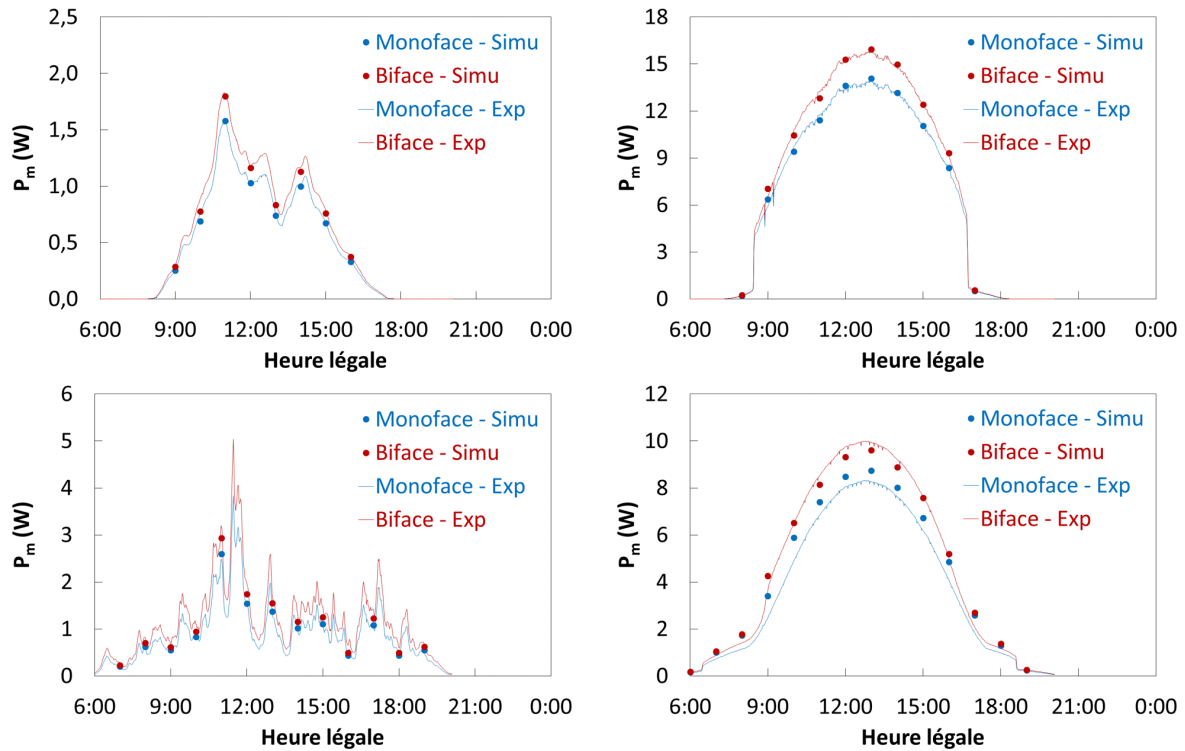 2,5
2,0
1,5
1,0
0,5
0,0
Pm (W)
Monoface - Simu
Biface - Simu
Monoface - Exp
Biface - Exp
6:00 9:00 12:00 15:00 18:00 21:00 0:00
Heure légale
18
15
12
9
6
3
0
Pm (W)
Monoface - Simu
Biface - Simu
Monoface - Exp
Biface - Exp
6:00 9:00 12:00 15:00 18:00 21:00 0:00
Heure légale
6
5
4
3
2
1
0
Pm (W)
Monoface - Simu
Biface - Simu
Monoface - Exp
Biface - Exp
6:00 9:00 12:00 15:00 18:00 21:00 0:00
Heure légale
12
10
8
6
4
2
0
Pm (W)
Monoface - Simu
Biface - Simu
Monoface - Exp
Biface - Exp
6:00 9:00 12:00 15:00 18:00 21:00 0:00
Heure légale